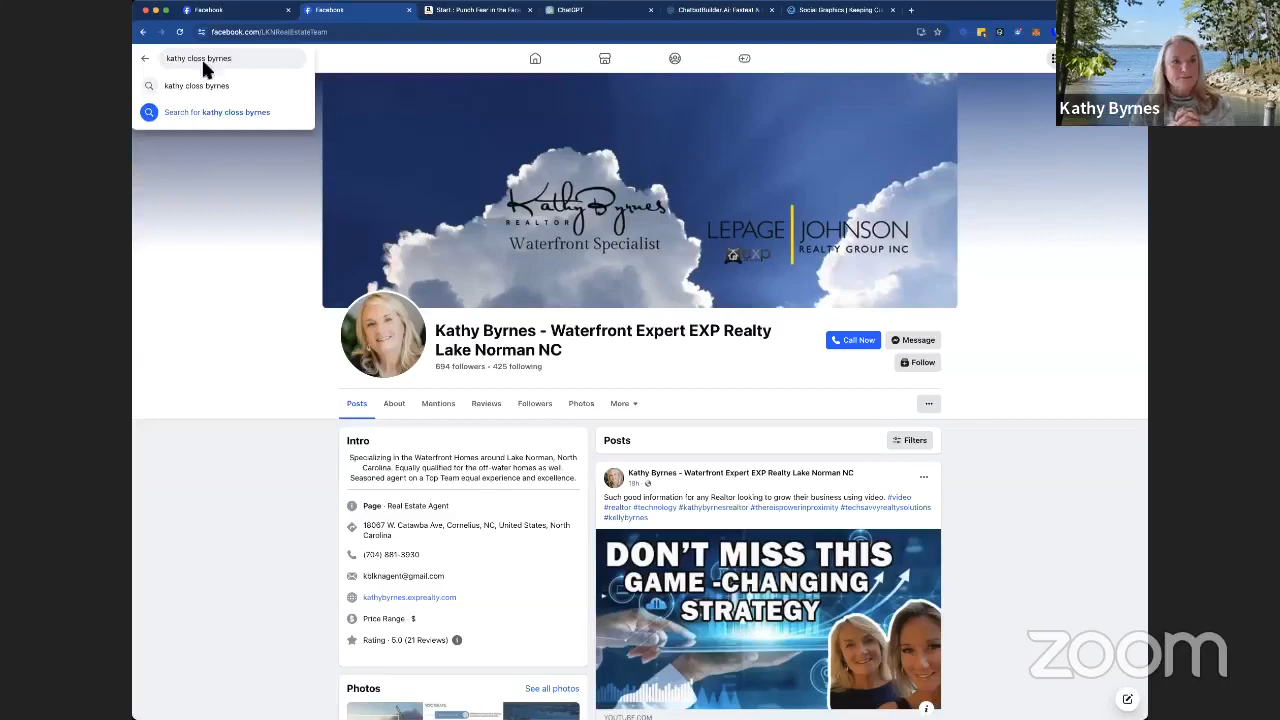 Facebook
Facebook
Start : Punch Fear in the Face
ChatGPT
ChatbotBuilder.Ai: Fastest &
Social Graphics | Keeping Cu
facebook.com/LKNRealEstateTeam
kathy closs byrnes
kathy closs byrnes
Search for kathy closs byrnes
Kathy Byrnes
Kathy Byrnes
REALTOR
Waterfront Specialist
LEPAGE JOHNSON
REALTY GROUP INC
exp
Kathy Byrnes - Waterfront Expert EXP Realty
Lake Norman NC
694 followers • 425 following
Call Now
Message
Follow
Posts
About
Mentions
Reviews
Followers
Photos
More
Intro
Specializing in the Waterfront Homes around Lake Norman, North
Carolina. Equally qualified for the off-water homes as well.
Seasoned agent on a Top Team equal experience and excellence.
Page · Real Estate Agent
18067 W. Catawba Ave, Cornelius, NC, United States, North
Carolina
(704) 881-3930
kblknagent@gmail.com
kathybyrnes.exprealty.com
Price Range · $
Rating · 5.0 (21 Reviews)
Photos
See all photos
Posts
Filters
Kathy Byrnes - Waterfront Expert EXP Realty Lake Norman NC
18h ·
Such good information for any Realtor looking to grow their business using video. #video
#realtor #technology #kathybyrnesrealtor #thereispowerinproximity #techsavvyrealtysolutions
#kellybyrnes
DON'T MISS THIS
GAME -CHANGING
STRATEGY
YOUTUBE.COM
zoom